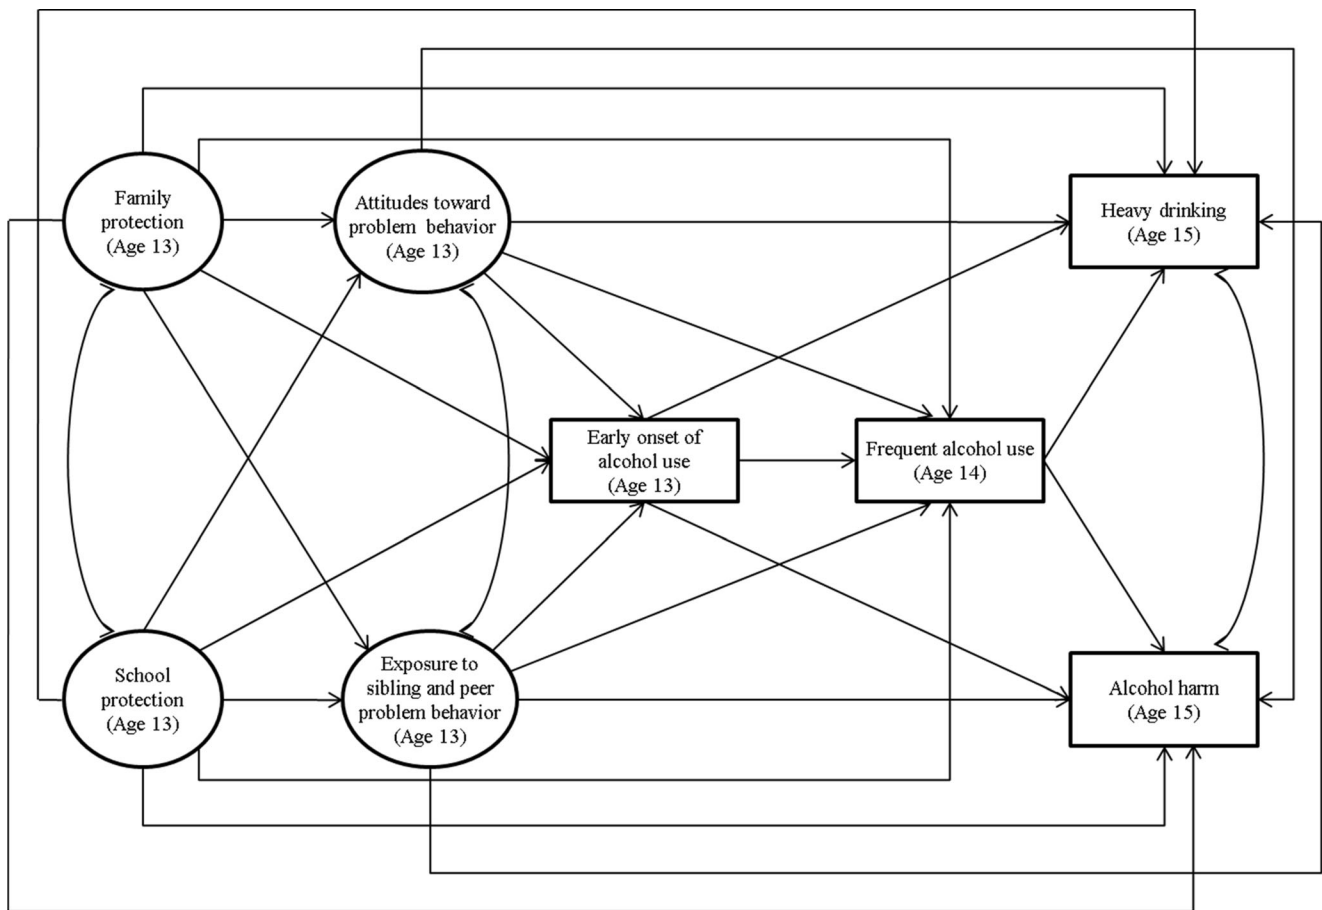 Family
protection
(Age 13)
Attitudes toward
problem behavior
(Age 13)
Heavy drinking
(Age 15)
Early onset of
alcohol use
(Age 13)
Frequent alcohol use
(Age 14)
School
protection
(Age 13)
Exposure to
sibling and peer
problem behavior
(Age 13)
Alcohol harm
(Age 15)